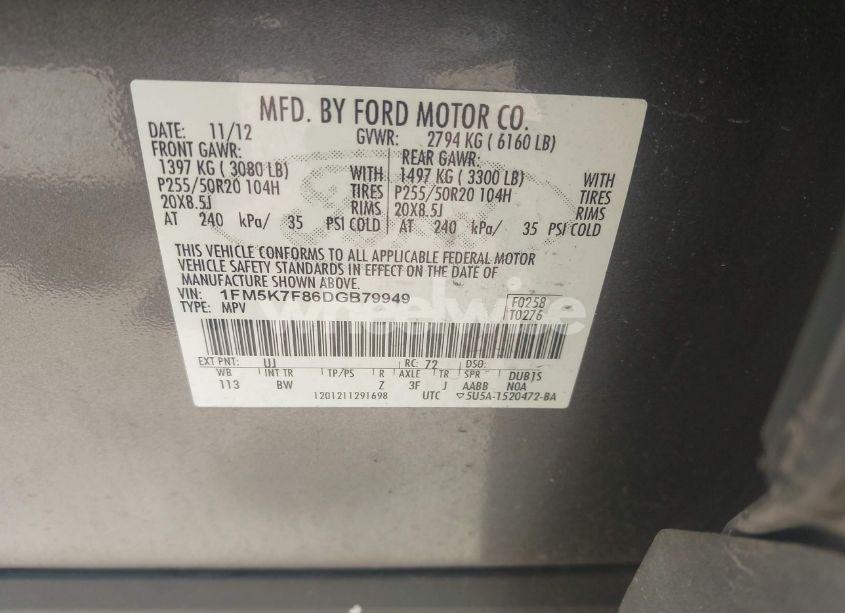 MFD. BY FORD MOTOR CO.
DATE: 11/12 GVWR: 2794 KG ( 6160 LB)
FRONT GAWR: REAR GAWR:
1397 KG ( 3080 LB) WITH 1497 KG ( 3300 LB) WITH
P255/50R20 104H TIRES P255/50R20 104H TIRES
20X8.5J RIMS 20X8.5J RIMS
AT 240 kPa/ 35 PSI COLD AT 240 kPa/ 35 PSI COLD
THIS VEHICLE CONFORMS TO ALL APPLICABLE FEDERAL MOTOR
VEHICLE SAFETY STANDARDS IN EFFECT ON THE DATE OF
MANUFACTURE SHOWN ABOVE.
VIN: 1FM5K7F86DGB79949 F0258
TYPE: MPV T0276
wheelwise
EXT PNT: UJ RC: 72 DSO:
WB INT TR TP/PS R AXLE TR SPR DUBIS
113 BW Z 3F J AABB N0A
1201211291698 UTC ▽5U5A-1520472-BA